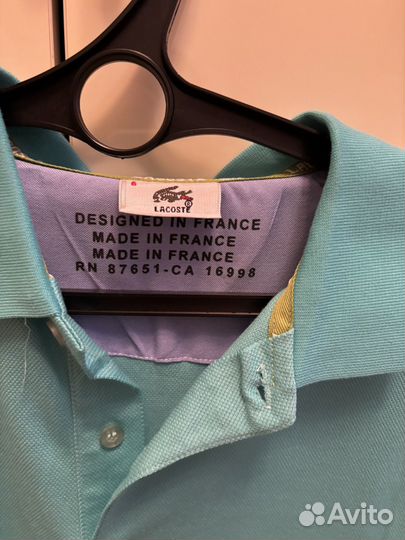 LACOSTE
DESIGNED IN FRANCE
MADE IN FRANCE
MADE IN FRANCE
RN 87651-CA 16998
Avito